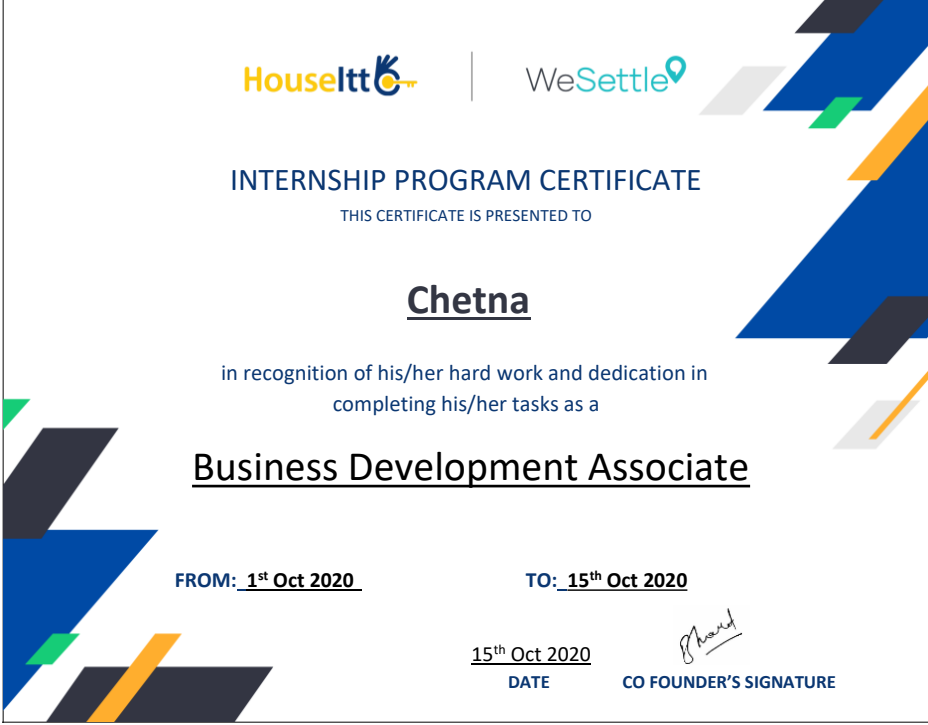 HouseItt
WeSettle
INTERNSHIP PROGRAM CERTIFICATE
THIS CERTIFICATE IS PRESENTED TO
Chetna
in recognition of his/her hard work and dedication in
completing his/her tasks as a
Business Development Associate
FROM: 1st Oct 2020 TO: 15th Oct 2020
15th Oct 2020
DATE CO FOUNDER'S SIGNATURE